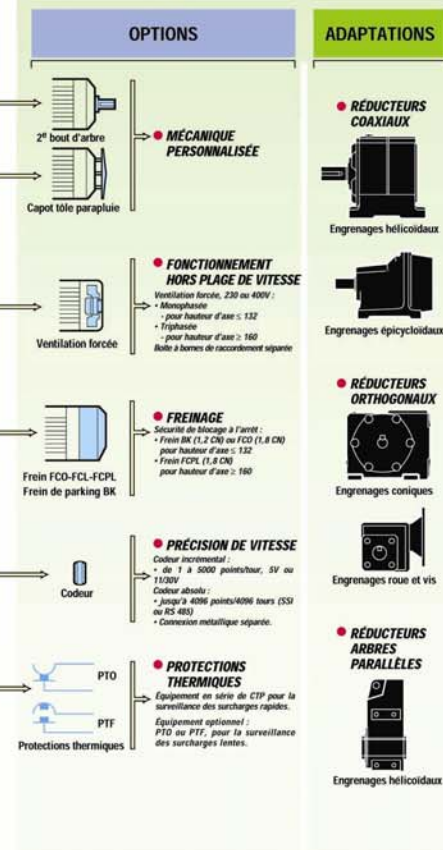 OPTIONS
2e bout d'arbre
Capot tôle parapluie
● MÉCANIQUE
PERSONNALISÉE
Ventilation forcée
● FONCTIONNEMENT
HORS PLAGE DE VITESSE
Ventilation forcée, 230 ou 400V :
• Monophasée
- pour hauteur d'axe ≤ 132
• Triphasée
- pour hauteur d'axe ≥ 160
Boîte à bornes de raccordement séparée
Frein FCO-FCL-FCPL
Frein de parking BK
● FREINAGE
Sécurité de blocage à l'arrêt :
• Frein BK (1,2 CN) ou FCO (1,8 CN)
pour hauteur d'axe ≤ 132
• Frein FCPL (1,8 CN)
pour hauteur d'axe ≥ 160
Codeur
● PRÉCISION DE VITESSE
Codeur incrémental :
• de 1 à 5000 points/tour, 5V ou
11/30V
Codeur absolu :
• jusqu'à 4096 points/4096 tours (SSI
ou RS 485)
• Connexion métallique séparée.
PTO
PTF
Protections thermiques
● PROTECTIONS
THERMIQUES
Équipement en série de CTP pour la
surveillance des surcharges rapides.
Équipement optionnel :
PTO ou PTF, pour la surveillance
des surcharges lentes.
ADAPTATIONS
● RÉDUCTEURS
COAXIAUX
Engrenages hélicoïdaux
Engrenages épicycloïdaux
● RÉDUCTEURS
ORTHOGONAUX
Engrenages coniques
Engrenages roue et vis
● RÉDUCTEURS
ARBRES
PARALLÈLES
Engrenages hélicoïdaux